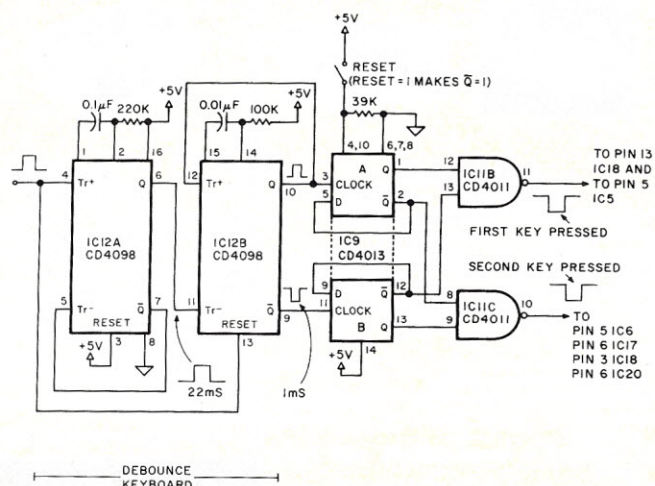 +5V
RESET
(RESET=1 MAKES Q̅=1)
39K
+5V
0.1µF
220K
+5V
0.01µF
100K
1
2
16
15
14
4,10
6,7,8
4
Tr+
Q
6
12
Tr+
Q
10
3
A
CLOCK
Q
1
5
D
Q̅
2
12
13
IC11B
CD4011
11
TO PIN 13
IC18 AND
TO PIN 5
IC5
FIRST KEY PRESSED
IC12A
CD4098
IC12B
CD4098
IC9
CD4013
SECOND KEY PRESSED
5
Tr-
Q̅
7
RESET
+5V
3
8
11
Tr-
Q̅
9
RESET
13
9
D
Q̅
12
11
CLOCK
B
Q
13
+5V
14
8
9
IC11C
CD4011
10
TO
PIN 5 IC6
PIN 6 IC17
PIN 3 IC18
PIN 6 IC20
22mS
1mS
DEBOUNCE
KEYBOARD